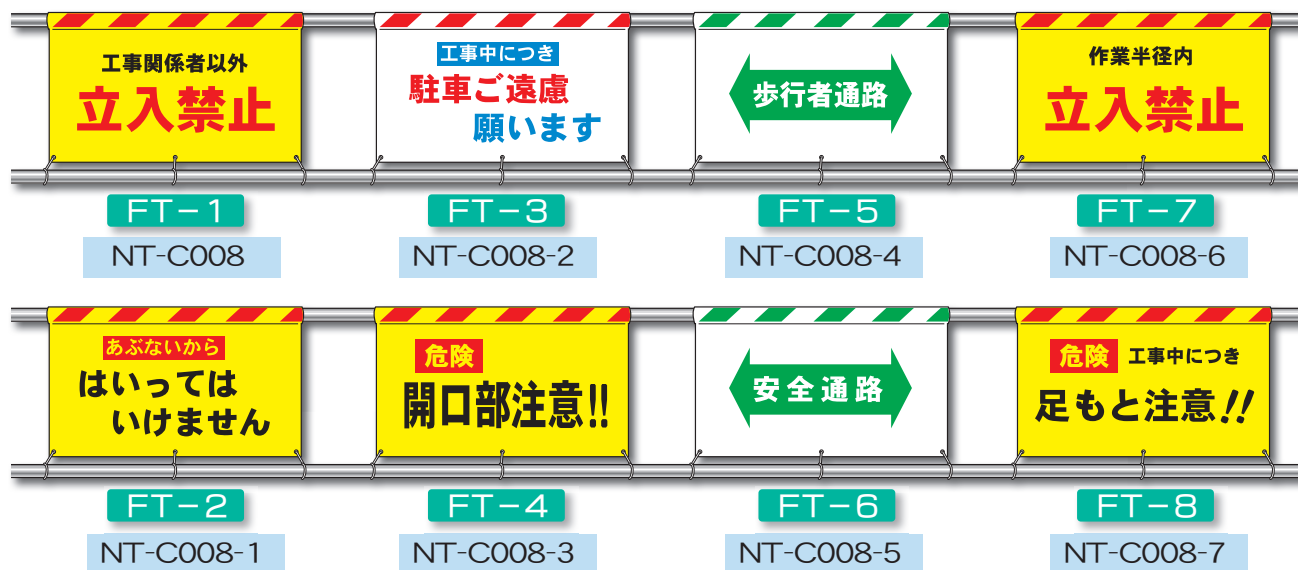 工事関係者以外
立入禁止
FT-1
NT-C008
工事中につき
駐車ご遠慮
願います
FT-3
NT-C008-2
歩行者通路
FT-5
NT-C008-4
作業半径内
立入禁止
FT-7
NT-C008-6
あぶないから
はいっては
いけません
FT-2
NT-C008-1
危険
開口部注意!!
FT-4
NT-C008-3
安全通路
FT-6
NT-C008-5
危険 工事中につき
足もと注意!!
FT-8
NT-C008-7